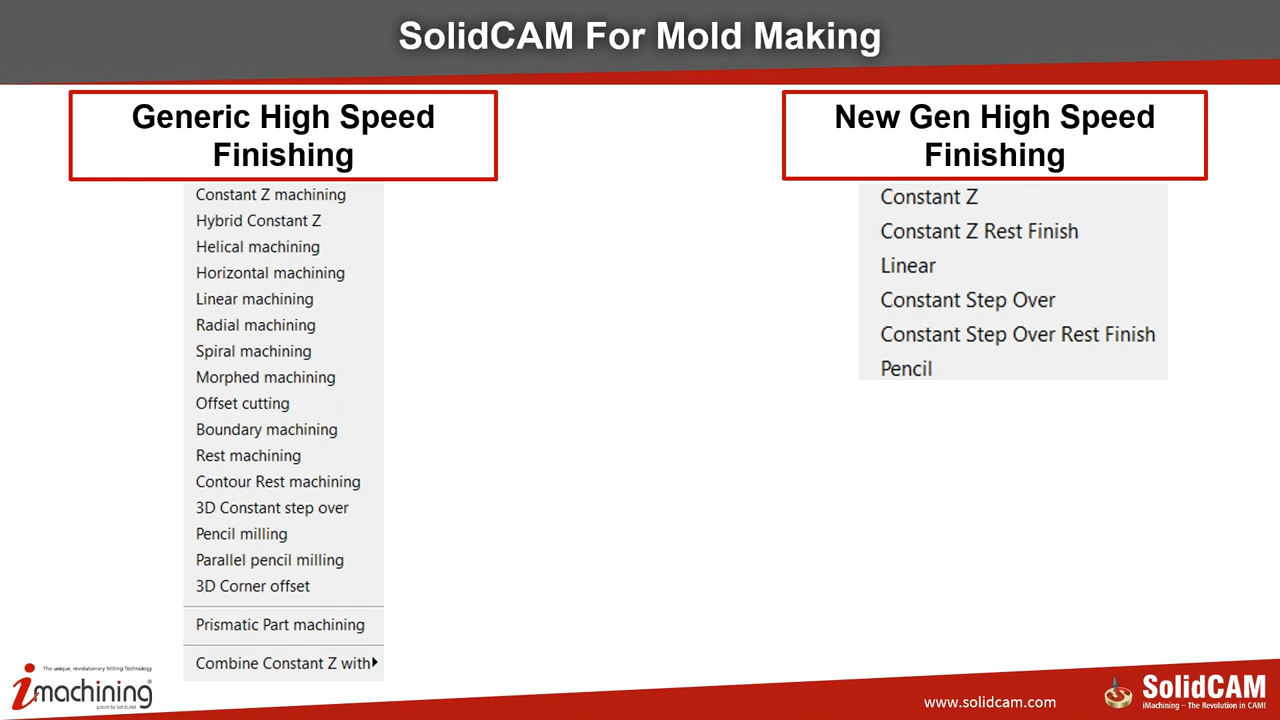 SolidCAM For Mold Making
Generic High Speed
Finishing
Constant Z machining
Hybrid Constant Z
Helical machining
Horizontal machining
Linear machining
Radial machining
Spiral machining
Morphed machining
Offset cutting
Boundary machining
Rest machining
Contour Rest machining
3D Constant step over
Pencil milling
Parallel pencil milling
3D Corner offset
Prismatic Part machining
Combine Constant Z with
New Gen High Speed
Finishing
Constant Z
Constant Z Rest Finish
Linear
Constant Step Over
Constant Step Over Rest Finish
Pencil
The unique, revolutionary Milling Technology
imachining®
patent by SolidCAM
www.solidcam.com
SolidCAM
iMachining – The Revolution in CAM!